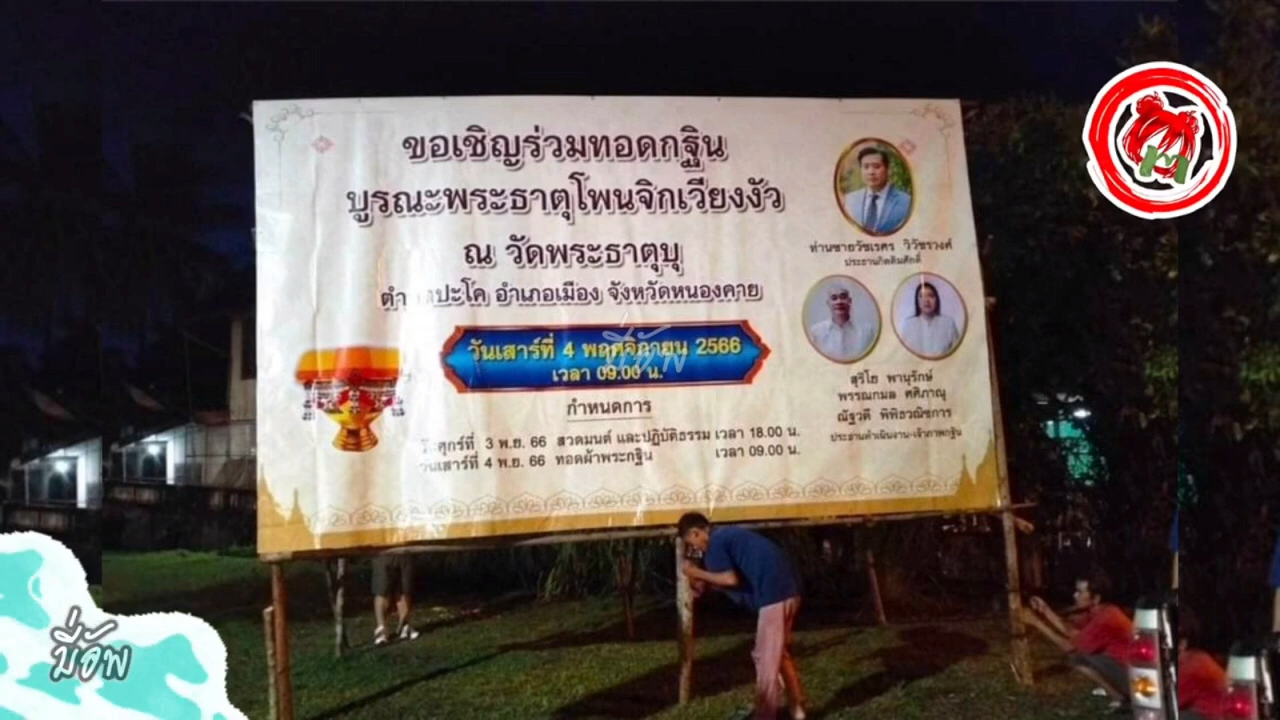 ขอเชิญร่วมทอดกฐิน
บูรณะพระธาตุโพนจิกเวียงงัว
ณ วัดพระธาตุบุ
ปะโค อำเภอเมือง จังหวัดหนองคาย
วันเสาร์ที่ 4 พฤศจิกายน 2566
เวลา 09.00 น.
กำหนดการ
3 พ.ย. 66 สวดมนต์ และปฏิบัติธรรม เวลา 18.00 น.
วันเสาร์ที่ 4 พ.ย. 66 ทอดผ้าพระกฐิน เวลา 09.00 น.
ท่านชายวัชเรศร วิวัชรวงศ์
ประธานกิตติมศักดิ์
สุริโย พานุรักษ์
พรรณกมล ศศิภาณุ
ณัฐวดี พิพิธวณิชการ
ประธานดำเนินงาน-เจ้าภาพกฐิน
มี่อัพ
มี่อัพ